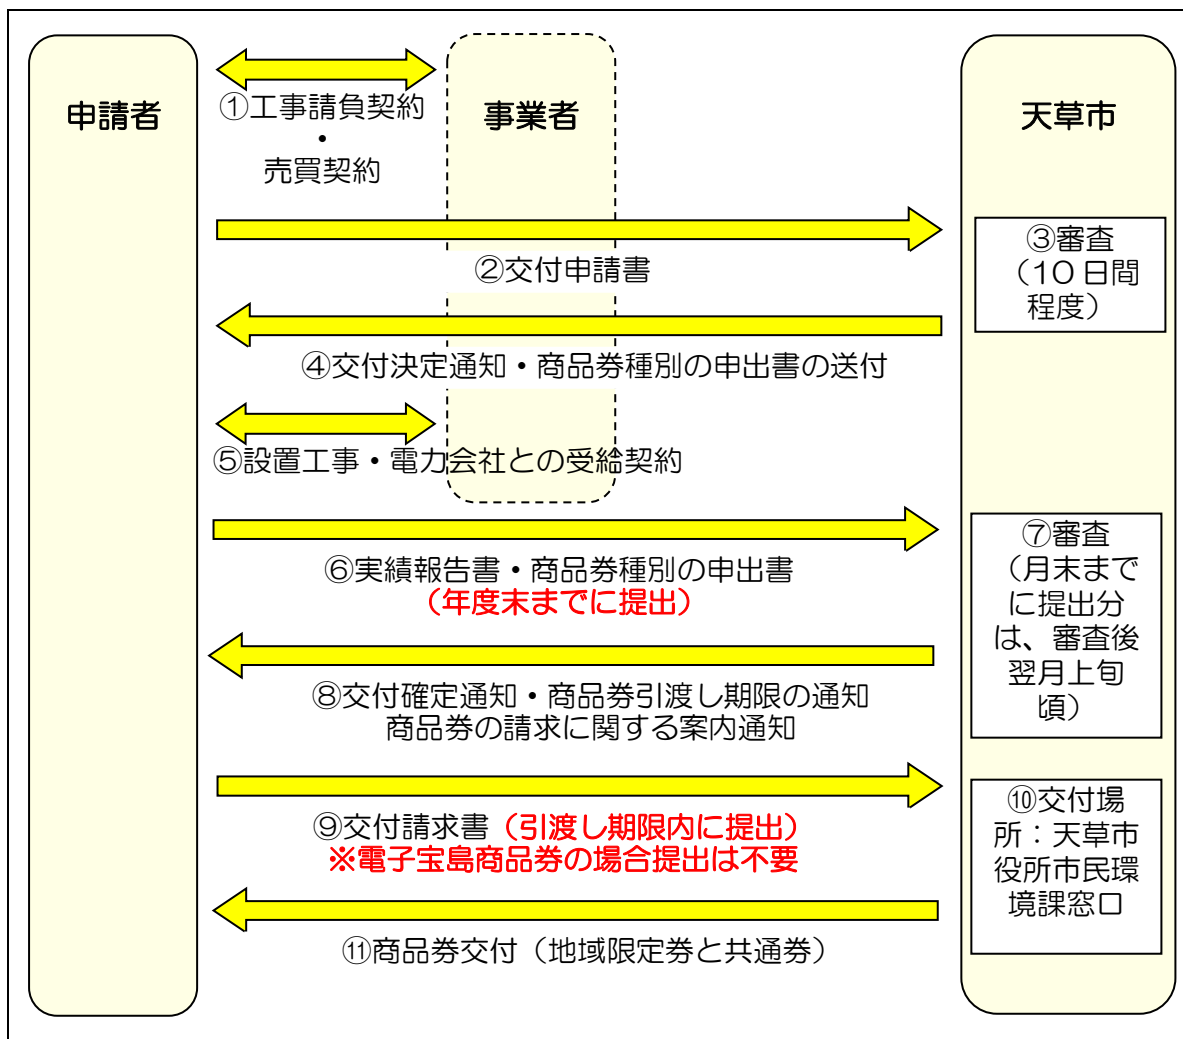 申請者
事業者
天草市
①工事請負契約
・
売買契約
②交付申請書
③審査
（10日間
程度）
④交付決定通知・商品券種別の申出書の送付
⑤設置工事・電力会社との受給契約
⑥実績報告書・商品券種別の申出書
（年度末までに提出）
⑦審査
（月末まで
に提出分
は、審査後
翌月上旬
頃）
⑧交付確定通知・商品券引渡し期限の通知
商品券の請求に関する案内通知
⑨交付請求書（引渡し期限内に提出）
※電子宝島商品券の場合提出は不要
⑩交付場
所：天草市
役所市民環
境課窓口
⑪商品券交付（地域限定券と共通券）